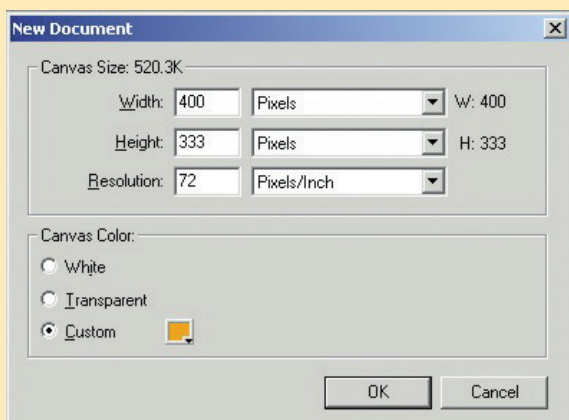 New Document
Canvas Size: 520.3K
Width: 400 Pixels W: 400
Height: 333 Pixels H: 333
Resolution: 72 Pixels/Inch
Canvas Color:
White
Transparent
Custom
OK Cancel